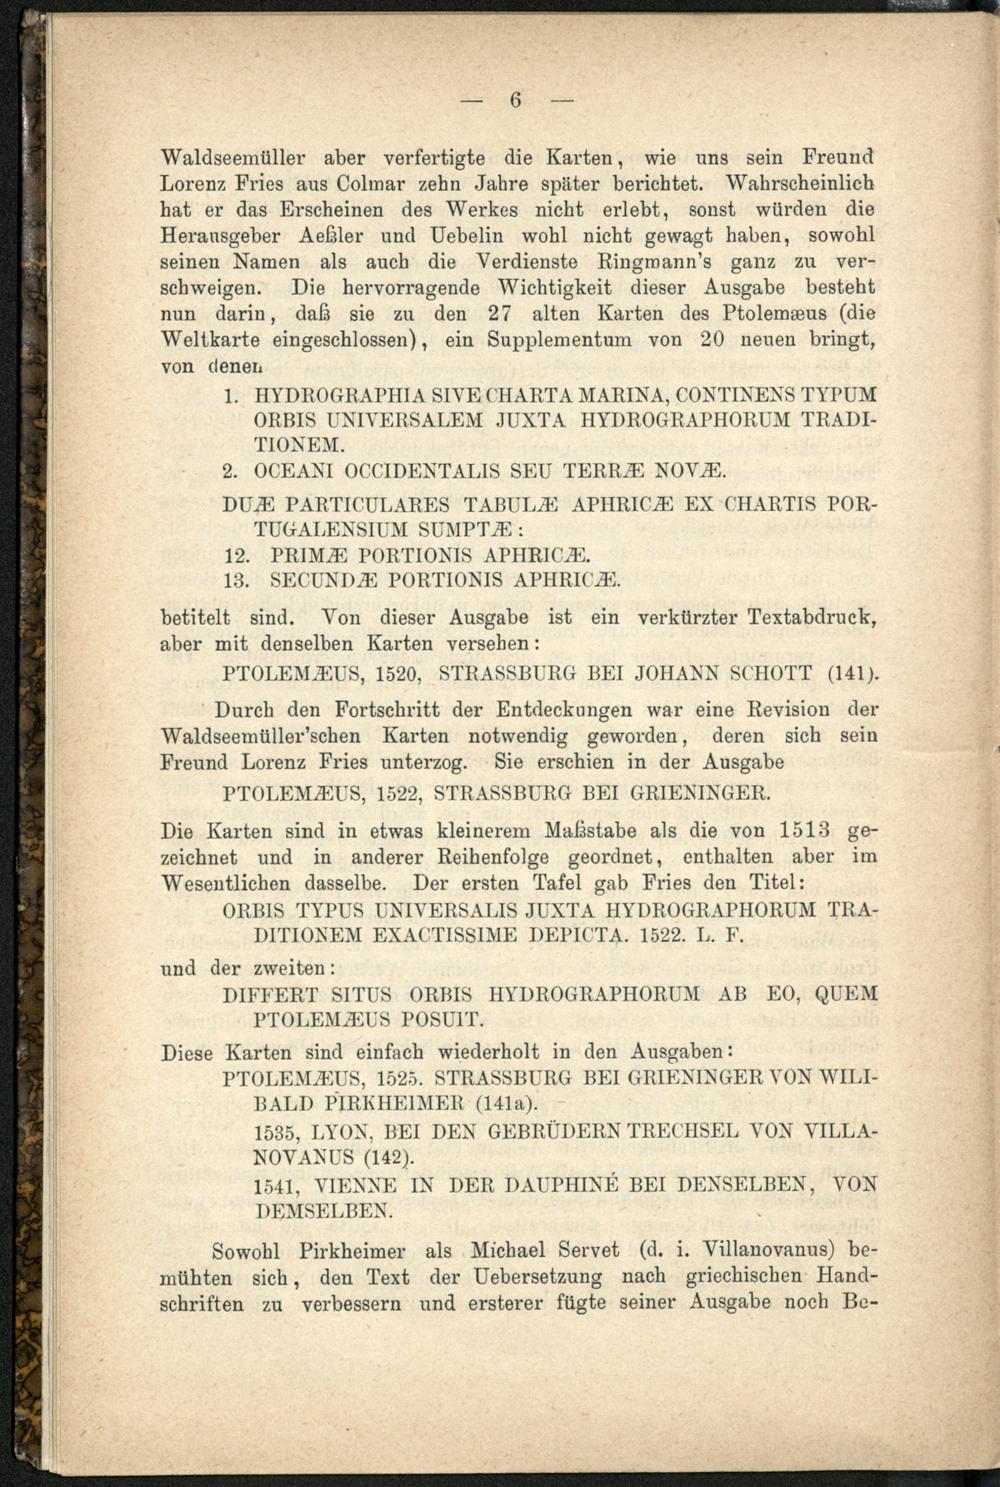 — 6 —
Waldseemüller aber verfertigte die Karten, wie uns sein Freund
Lorenz Fries aus Colmar zehn Jahre später berichtet. Wahrscheinlich
hat er das Erscheinen des Werkes nicht erlebt, sonst würden die
Herausgeber Aeßler und Uebelin wohl nicht gewagt haben, sowohl
seinen Namen als auch die Verdienste Ringmann's ganz zu ver-
schweigen. Die hervorragende Wichtigkeit dieser Ausgabe besteht
nun darin, daß sie zu den 27 alten Karten des Ptolemæus (die
Weltkarte eingeschlossen), ein Supplementum von 20 neuen bringt,
von denen
1. HYDROGRAPHIA SIVE CHARTA MARINA, CONTINENS TYPUM
ORBIS UNIVERSALEM JUXTA HYDROGRAPHORUM TRADI-
TIONEM.
2. OCEANI OCCIDENTALIS SEU TERRÆ NOVÆ.
DUÆ PARTICULARES TABULÆ APHRICÆ EX CHARTIS POR-
TUGALENSIUM SUMPTÆ:
12. PRIMÆ PORTIONIS APHRICÆ.
13. SECUNDÆ PORTIONIS APHRICÆ.
betitelt sind. Von dieser Ausgabe ist ein verkürzter Textabdruck,
aber mit denselben Karten versehen:
PTOLEMÆUS, 1520, STRASSBURG BEI JOHANN SCHOTT (141).
Durch den Fortschritt der Entdeckungen war eine Revision der
Waldseemüller'schen Karten notwendig geworden, deren sich sein
Freund Lorenz Fries unterzog. Sie erschien in der Ausgabe
PTOLEMÆUS, 1522, STRASSBURG BEI GRIENINGER.
Die Karten sind in etwas kleinerem Maßstabe als die von 1513 ge-
zeichnet und in anderer Reihenfolge geordnet, enthalten aber im
Wesentlichen dasselbe. Der ersten Tafel gab Fries den Titel:
ORBIS TYPUS UNIVERSALIS JUXTA HYDROGRAPHORUM TRA-
DITIONEM EXACTISSIME DEPICTA. 1522. L. F.
und der zweiten:
DIFFERT SITUS ORBIS HYDROGRAPHORUM AB EO, QUEM
PTOLEMÆUS POSUIT.
Diese Karten sind einfach wiederholt in den Ausgaben:
PTOLEMÆUS, 1525. STRASSBURG BEI GRIENINGER VON WILI-
BALD PIRKHEIMER (141a).
1535, LYON, BEI DEN GEBRÜDERN TRECHSEL VON VILLA-
NOVANUS (142).
1541, VIENNE IN DER DAUPHINÉ BEI DENSELBEN, VON
DEMSELBEN.
Sowohl Pirkheimer als Michael Servet (d. i. Villanovanus) be-
mühten sich, den Text der Uebersetzung nach griechischen Hand-
schriften zu verbessern und ersterer fügte seiner Ausgabe noch Be-